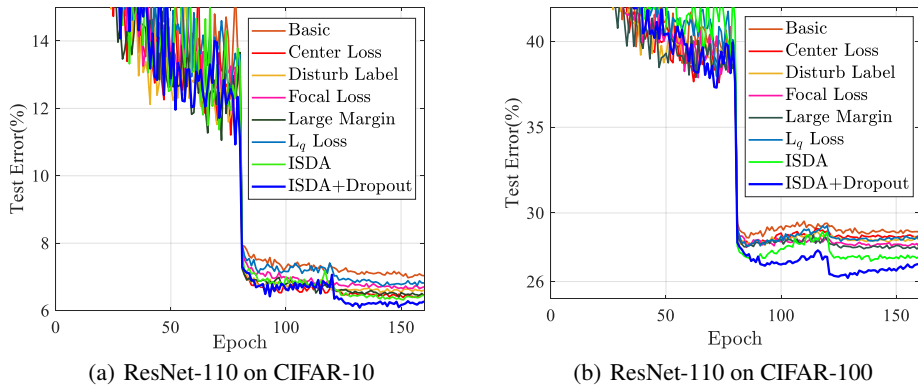 14
12
10
8
6
0
50
100
150
Test Error(%)
Epoch
Basic
Center Loss
Disturb Label
Focal Loss
Large Margin
Lq Loss
ISDA
ISDA+Dropout
(a) ResNet-110 on CIFAR-10
40
35
30
26
0
50
100
150
Test Error(%)
Epoch
Basic
Center Loss
Disturb Label
Focal Loss
Large Margin
Lq Loss
ISDA
ISDA+Dropout
(b) ResNet-110 on CIFAR-100